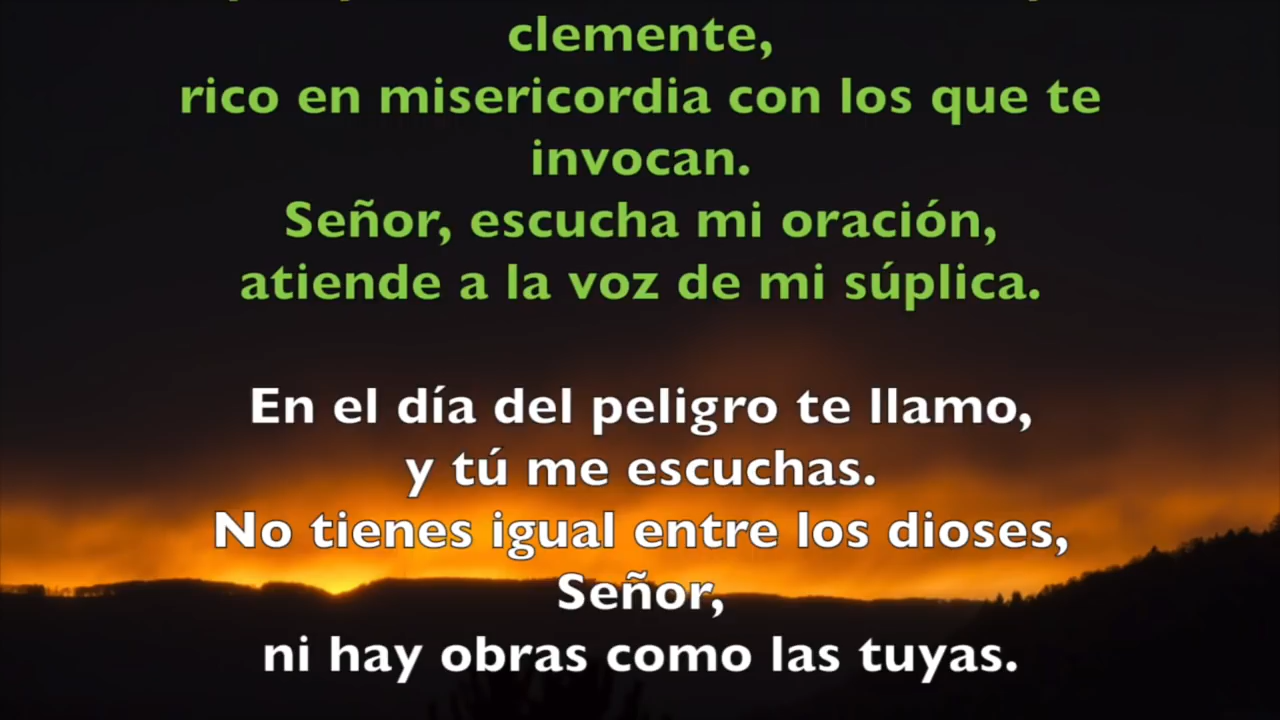 clemente,
rico en misericordia con los que te
invocan.
Señor, escucha mi oración,
atiende a la voz de mi súplica.
En el día del peligro te llamo,
y tú me escuchas.
No tienes igual entre los dioses,
Señor,
ni hay obras como las tuyas.